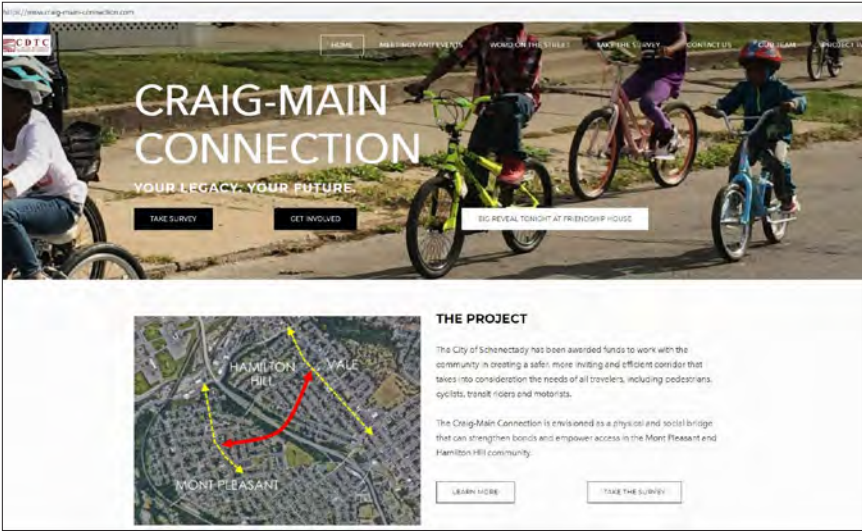 https://www.craig-main-connection.com
CDTC
HOME MEETINGS AND EVENTS WORD ON THE STREET TAKE THE SURVEY CONTACT US OUR TEAM PROJECT
CRAIG-MAIN
CONNECTION
YOUR LEGACY. YOUR FUTURE.
TAKE SURVEY GET INVOLVED BIG REVEAL TONIGHT AT FRIENDSHIP HOUSE
HAMILTON
HILL
VALE
MONT PLEASANT
THE PROJECT
The City of Schenectady has been awarded funds to work with the
community in creating a safer, more inviting and efficient corridor that
takes into consideration the needs of all travelers, including pedestrians,
cyclists, transit riders and motorists.
The Craig-Main Connection is envisioned as a physical and social bridge
that can strengthen bonds and empower access in the Mont Pleasant and
Hamilton Hill community.
LEARN MORE TAKE THE SURVEY